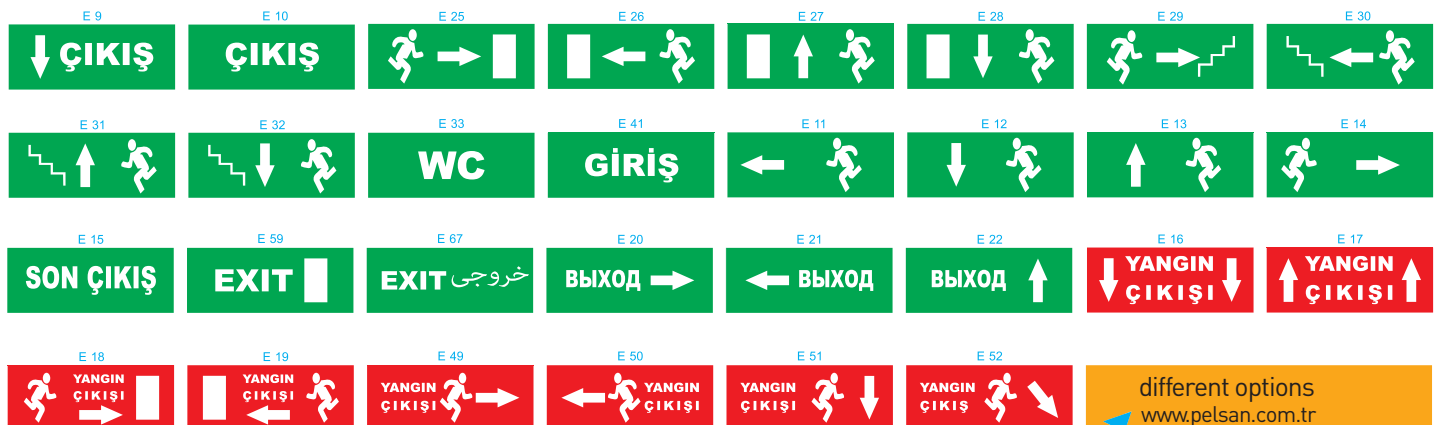 E 9
ÇIKIŞ
E 10
ÇIKIŞ
E 25
E 26
E 27
E 28
E 29
E 30
E 31
E 32
E 33
WC
E 41
GİRİŞ
E 11
E 12
E 13
E 14
E 15
SON ÇIKIŞ
E 59
EXIT
E 67
EXIT خروجی
E 20
ВЫХОД
E 21
ВЫХОД
E 22
ВЫХОД
E 16
YANGIN
ÇIKIŞI
E 17
YANGIN
ÇIKIŞI
E 18
YANGIN
ÇIKIŞI
E 19
YANGIN
ÇIKIŞI
E 49
YANGIN
ÇIKIŞI
E 50
YANGIN
ÇIKIŞI
E 51
YANGIN
ÇIKIŞI
E 52
YANGIN
ÇIKIŞ
different options
www.pelsan.com.tr